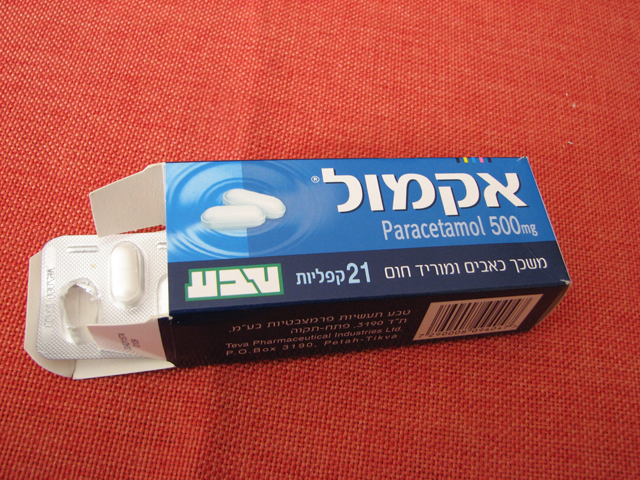 אקמול®
Paracetamol 500mg
משכך כאבים ומוריד חום
21 קפליות
טבע
טבע תעשיות פרמצבטיות בע"מ,
ת"ד 3190, פתח-תקוה
Teva Pharmaceutical Industries Ltd.
P.O.Box 3190, Petah-Tikva